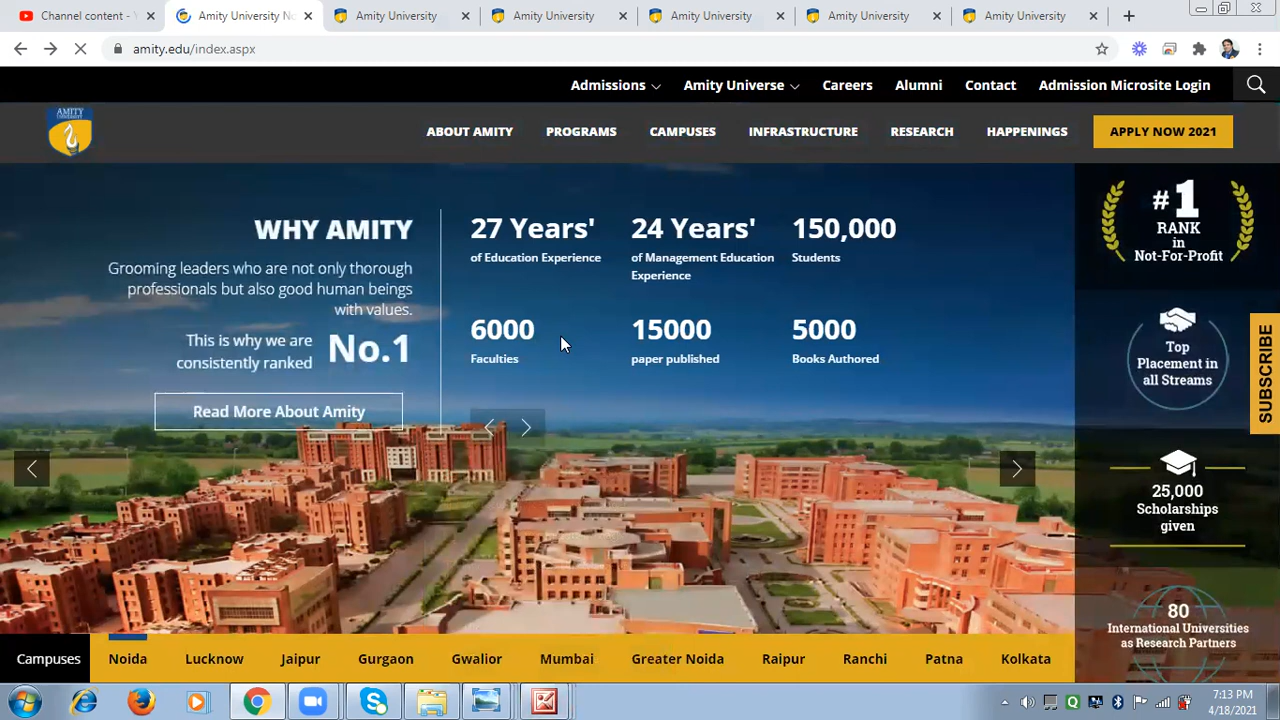 Channel content - Y
Amity University No
Amity University
Amity University
Amity University
Amity University
Amity University
amity.edu/index.aspx
Admissions
Amity Universe
Careers
Alumni
Contact
Admission Microsite Login
AMITY
UNIVERSITY
ABOUT AMITY
PROGRAMS
CAMPUSES
INFRASTRUCTURE
RESEARCH
HAPPENINGS
APPLY NOW 2021
WHY AMITY
Grooming leaders who are not only thorough
professionals but also good human beings
with values.
This is why we are
consistently ranked
No.1
Read More About Amity
27 Years'
of Education Experience
24 Years'
of Management Education
Experience
150,000
Students
6000
Faculties
15000
paper published
5000
Books Authored
#1
RANK
in
Not-For-Profit
Top
Placement in
all Streams
25,000
Scholarships
given
80
International Universities
as Research Partners
SUBSCRIBE
Campuses
Noida
Lucknow
Jaipur
Gurgaon
Gwalior
Mumbai
Greater Noida
Raipur
Ranchi
Patna
Kolkata
7:13 PM
4/18/2021